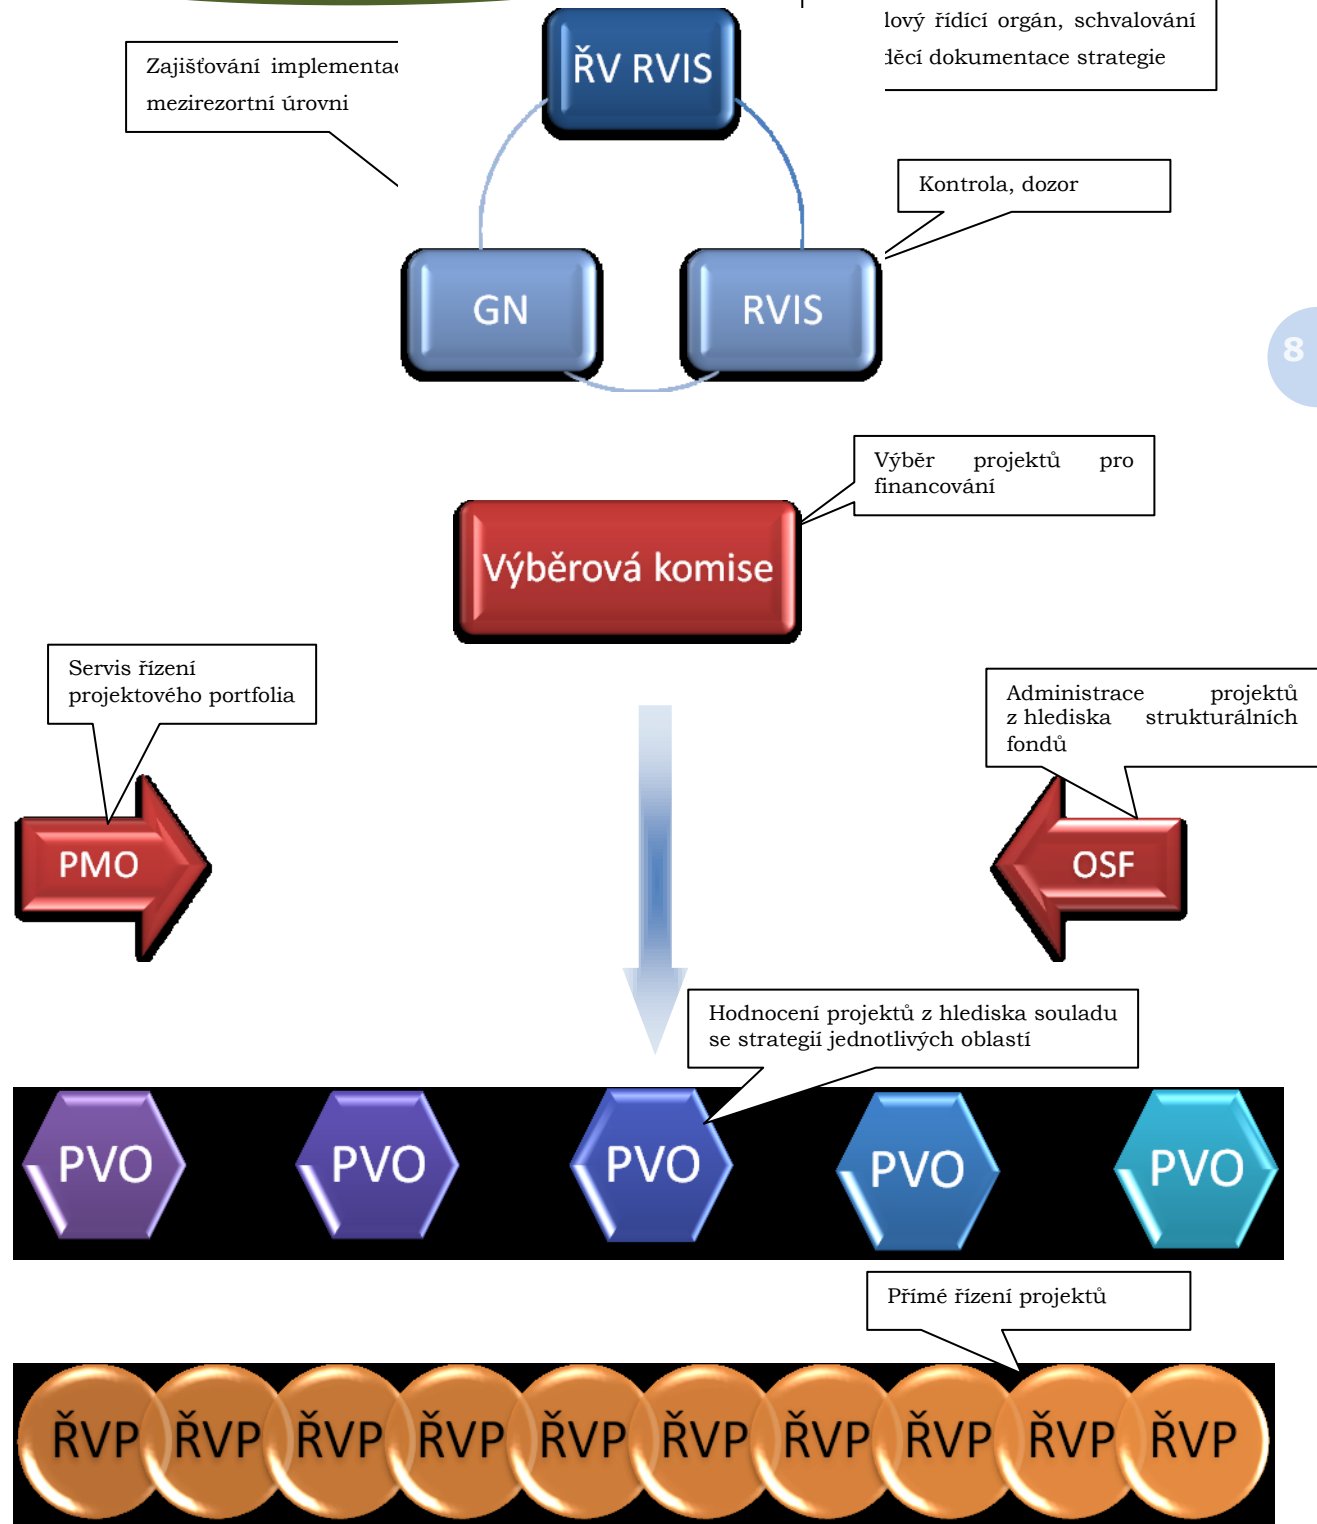 lový řídící orgán, schvalování
dokumentace strategie
Zajišťování
mezirezortní úrovni
ŘV RVIS
Kontrola, dozor
GN
RVIS
8
Výběr projektů pro
financování
Výběrová komise
Servis řízení
projektového portfolia
Administrace projektů
z hlediska strukturálních
fondů
PMO
OSF
Hodnocení projektů z hlediska souladu
se strategií jednotlivých oblastí
PVO PVO PVO PVO PVO
Přímé řízení projektů
ŘVP ŘVP ŘVP ŘVP ŘVP ŘVP ŘVP ŘVP ŘVP ŘVP